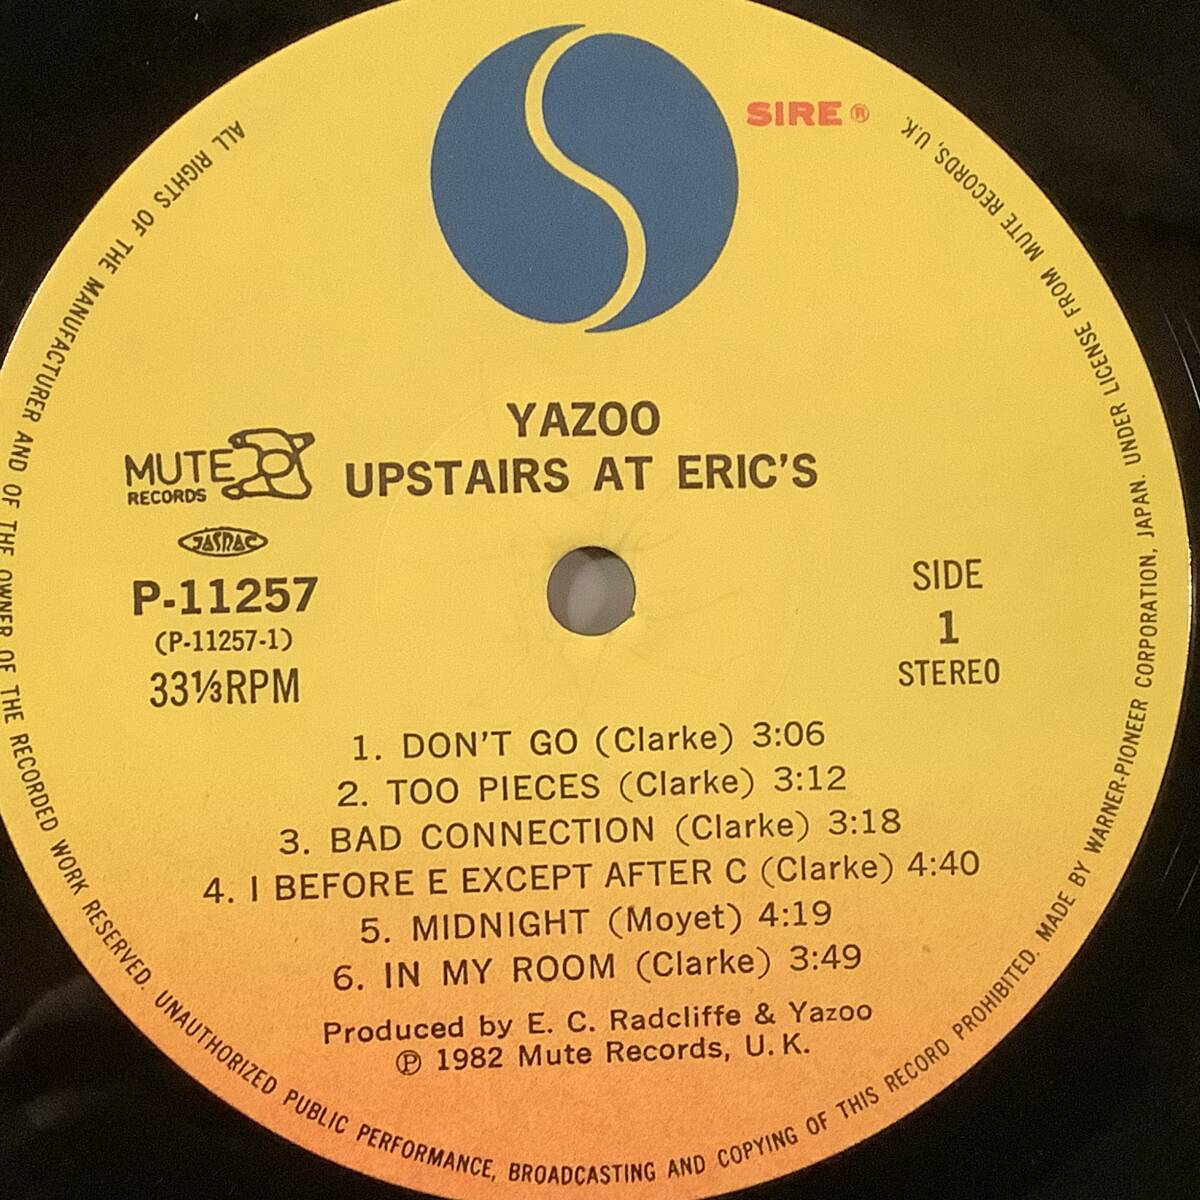 SIRE®
YAZOO
UPSTAIRS AT ERIC'S
MUTE
RECORDS
JASRAC
P-11257
(P-11257-1)
33⅓RPM
SIDE
1
STEREO
1. DON'T GO (Clarke) 3:06
2. TOO PIECES (Clarke) 3:12
3. BAD CONNECTION (Clarke) 3:18
4. I BEFORE E EXCEPT AFTER C (Clarke) 4:40
5. MIDNIGHT (Moyet) 4:19
6. IN MY ROOM (Clarke) 3:49
Produced by E. C. Radcliffe & Yazoo
℗ 1982 Mute Records, U. K.
ALL RIGHTS OF THE MANUFACTURER AND OF THE OWNER OF THE RECORDED WORK RESERVED. UNAUTHORIZED PUBLIC PERFORMANCE, BROADCASTING AND COPYING OF THIS RECORD PROHIBITED. MADE BY WARNER-PIONEER CORPORATION, JAPAN. UNDER LICENSE FROM MUTE RECORDS, U.K.